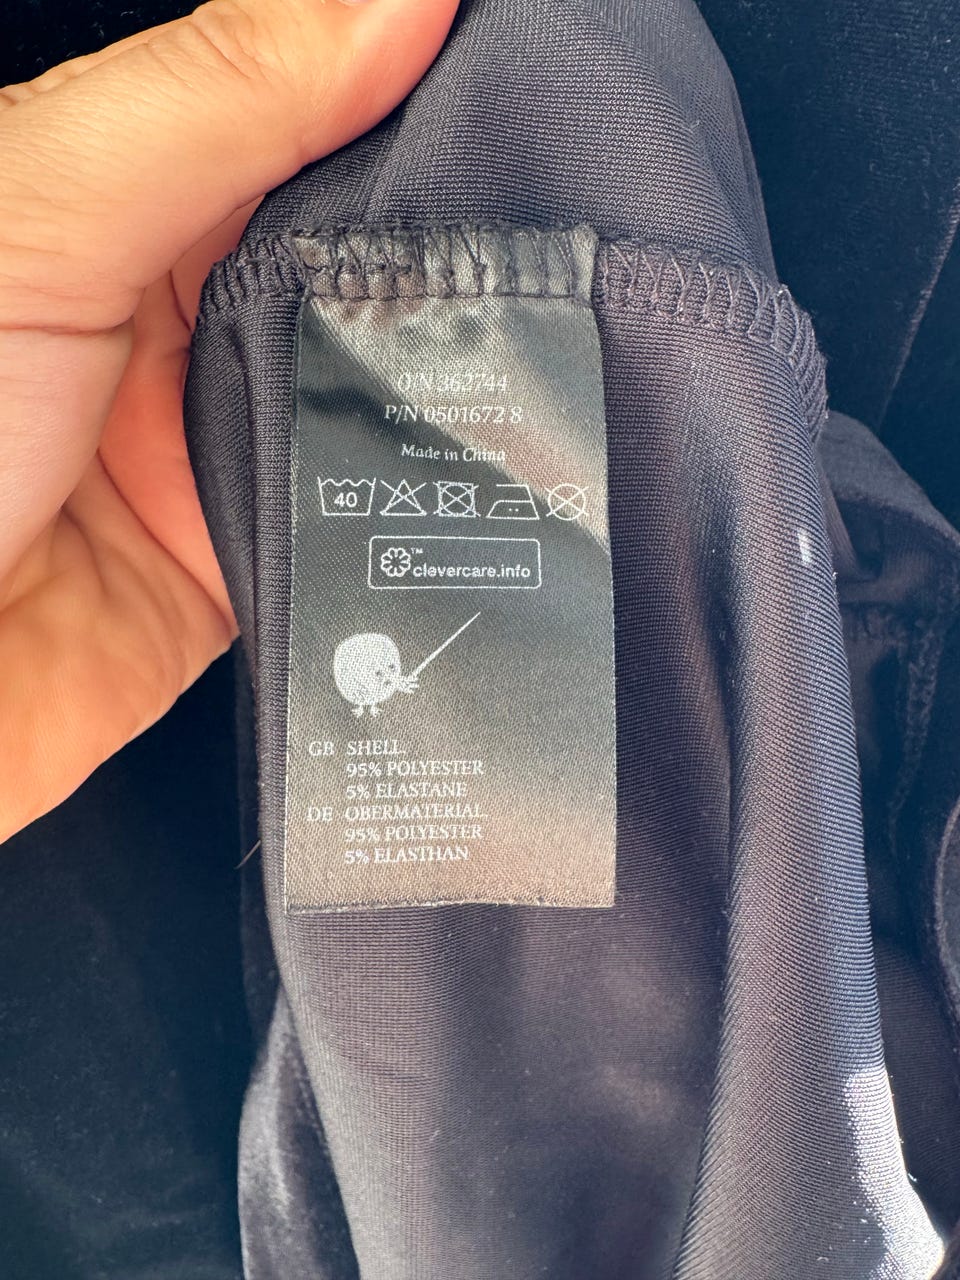 O/N 362744
P/N 0501672 8
Made in China
40
™
clevercare.info
GB SHELL
95% POLYESTER
5% ELASTANE
DE OBERMATERIAL
95% POLYESTER
5% ELASTHAN